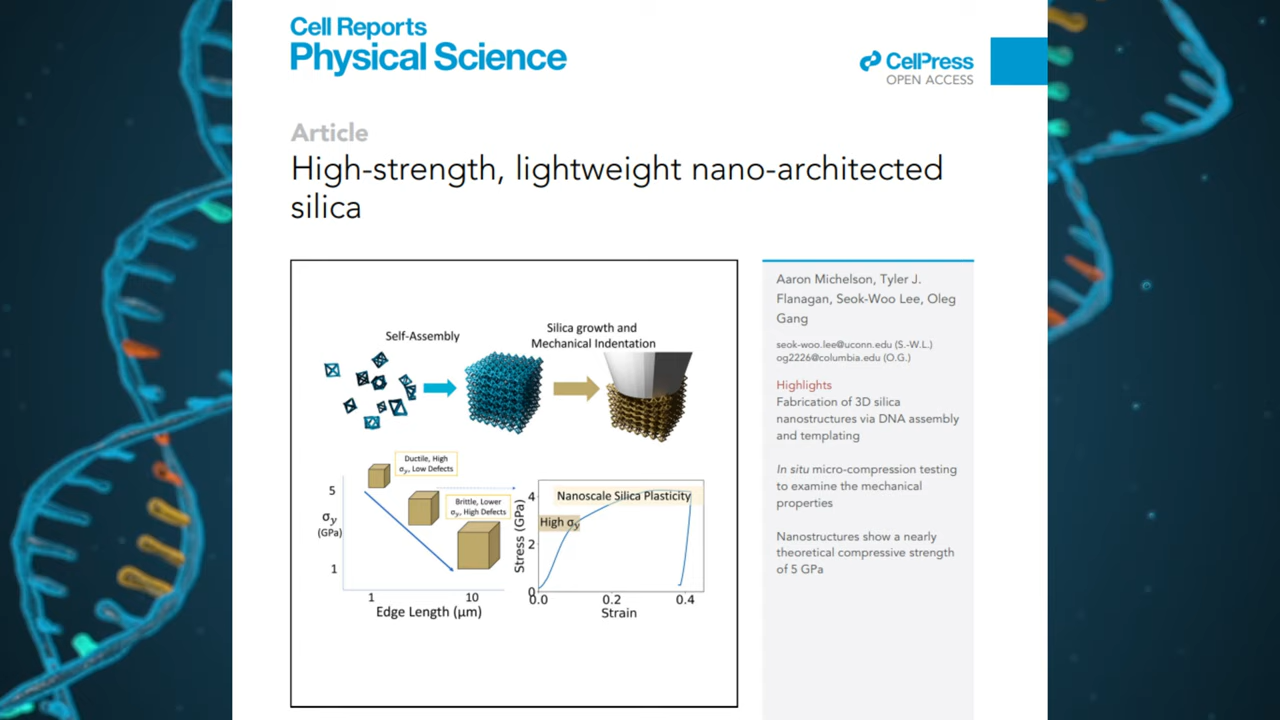 Cell Reports
Physical Science
CellPress
OPEN ACCESS
Article
High-strength, lightweight nano-architected
silica
Self-Assembly
Silica growth and
Mechanical Indentation
Ductile, High
σy, Low Defects
Brittle, Lower
σy, High Defects
5
σy
(GPa)
1
1
10
Edge Length (μm)
Nanoscale Silica Plasticity
High σy
Stress (GPa)
4
2
0
0.0
0.2
0.4
Strain
Aaron Michelson, Tyler J.
Flanagan, Seok-Woo Lee, Oleg
Gang
seok-woo.lee@uconn.edu (S.-W.L.)
og2226@columbia.edu (O.G.)
Highlights
Fabrication of 3D silica
nanostructures via DNA assembly
and templating
In situ micro-compression testing
to examine the mechanical
properties
Nanostructures show a nearly
theoretical compressive strength
of 5 GPa